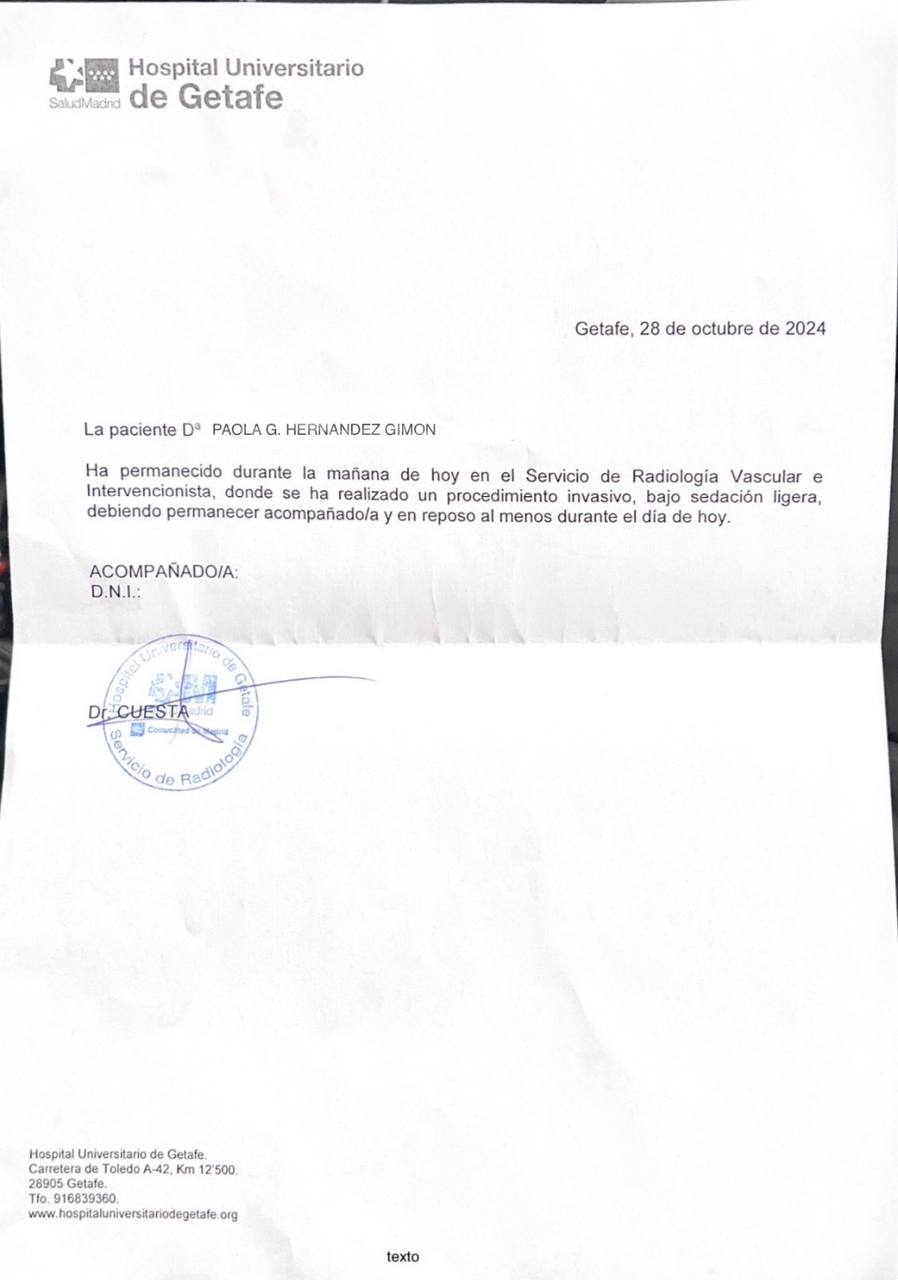 Hospital Universitario
SaludMadrid de Getafe
Getafe, 28 de octubre de 2024
La paciente Dª PAOLA G. HERNANDEZ GIMON
Ha permanecido durante la mañana de hoy en el Servicio de Radiología Vascular e
Intervencionista, donde se ha realizado un procedimiento invasivo, bajo sedación ligera,
debiendo permanecer acompañado/a y en reposo al menos durante el día de hoy.
ACOMPAÑADO/A:
D.N.I.:
Hospital Universitario de Getafe
Dr. CUESTA
Comunidad de Madrid
Servicio de Radiología
Hospital Universitario de Getafe.
Carretera de Toledo A-42, Km 12'500.
28905 Getafe.
Tfo. 916839360.
www.hospitaluniversitariodegetafe.org
texto